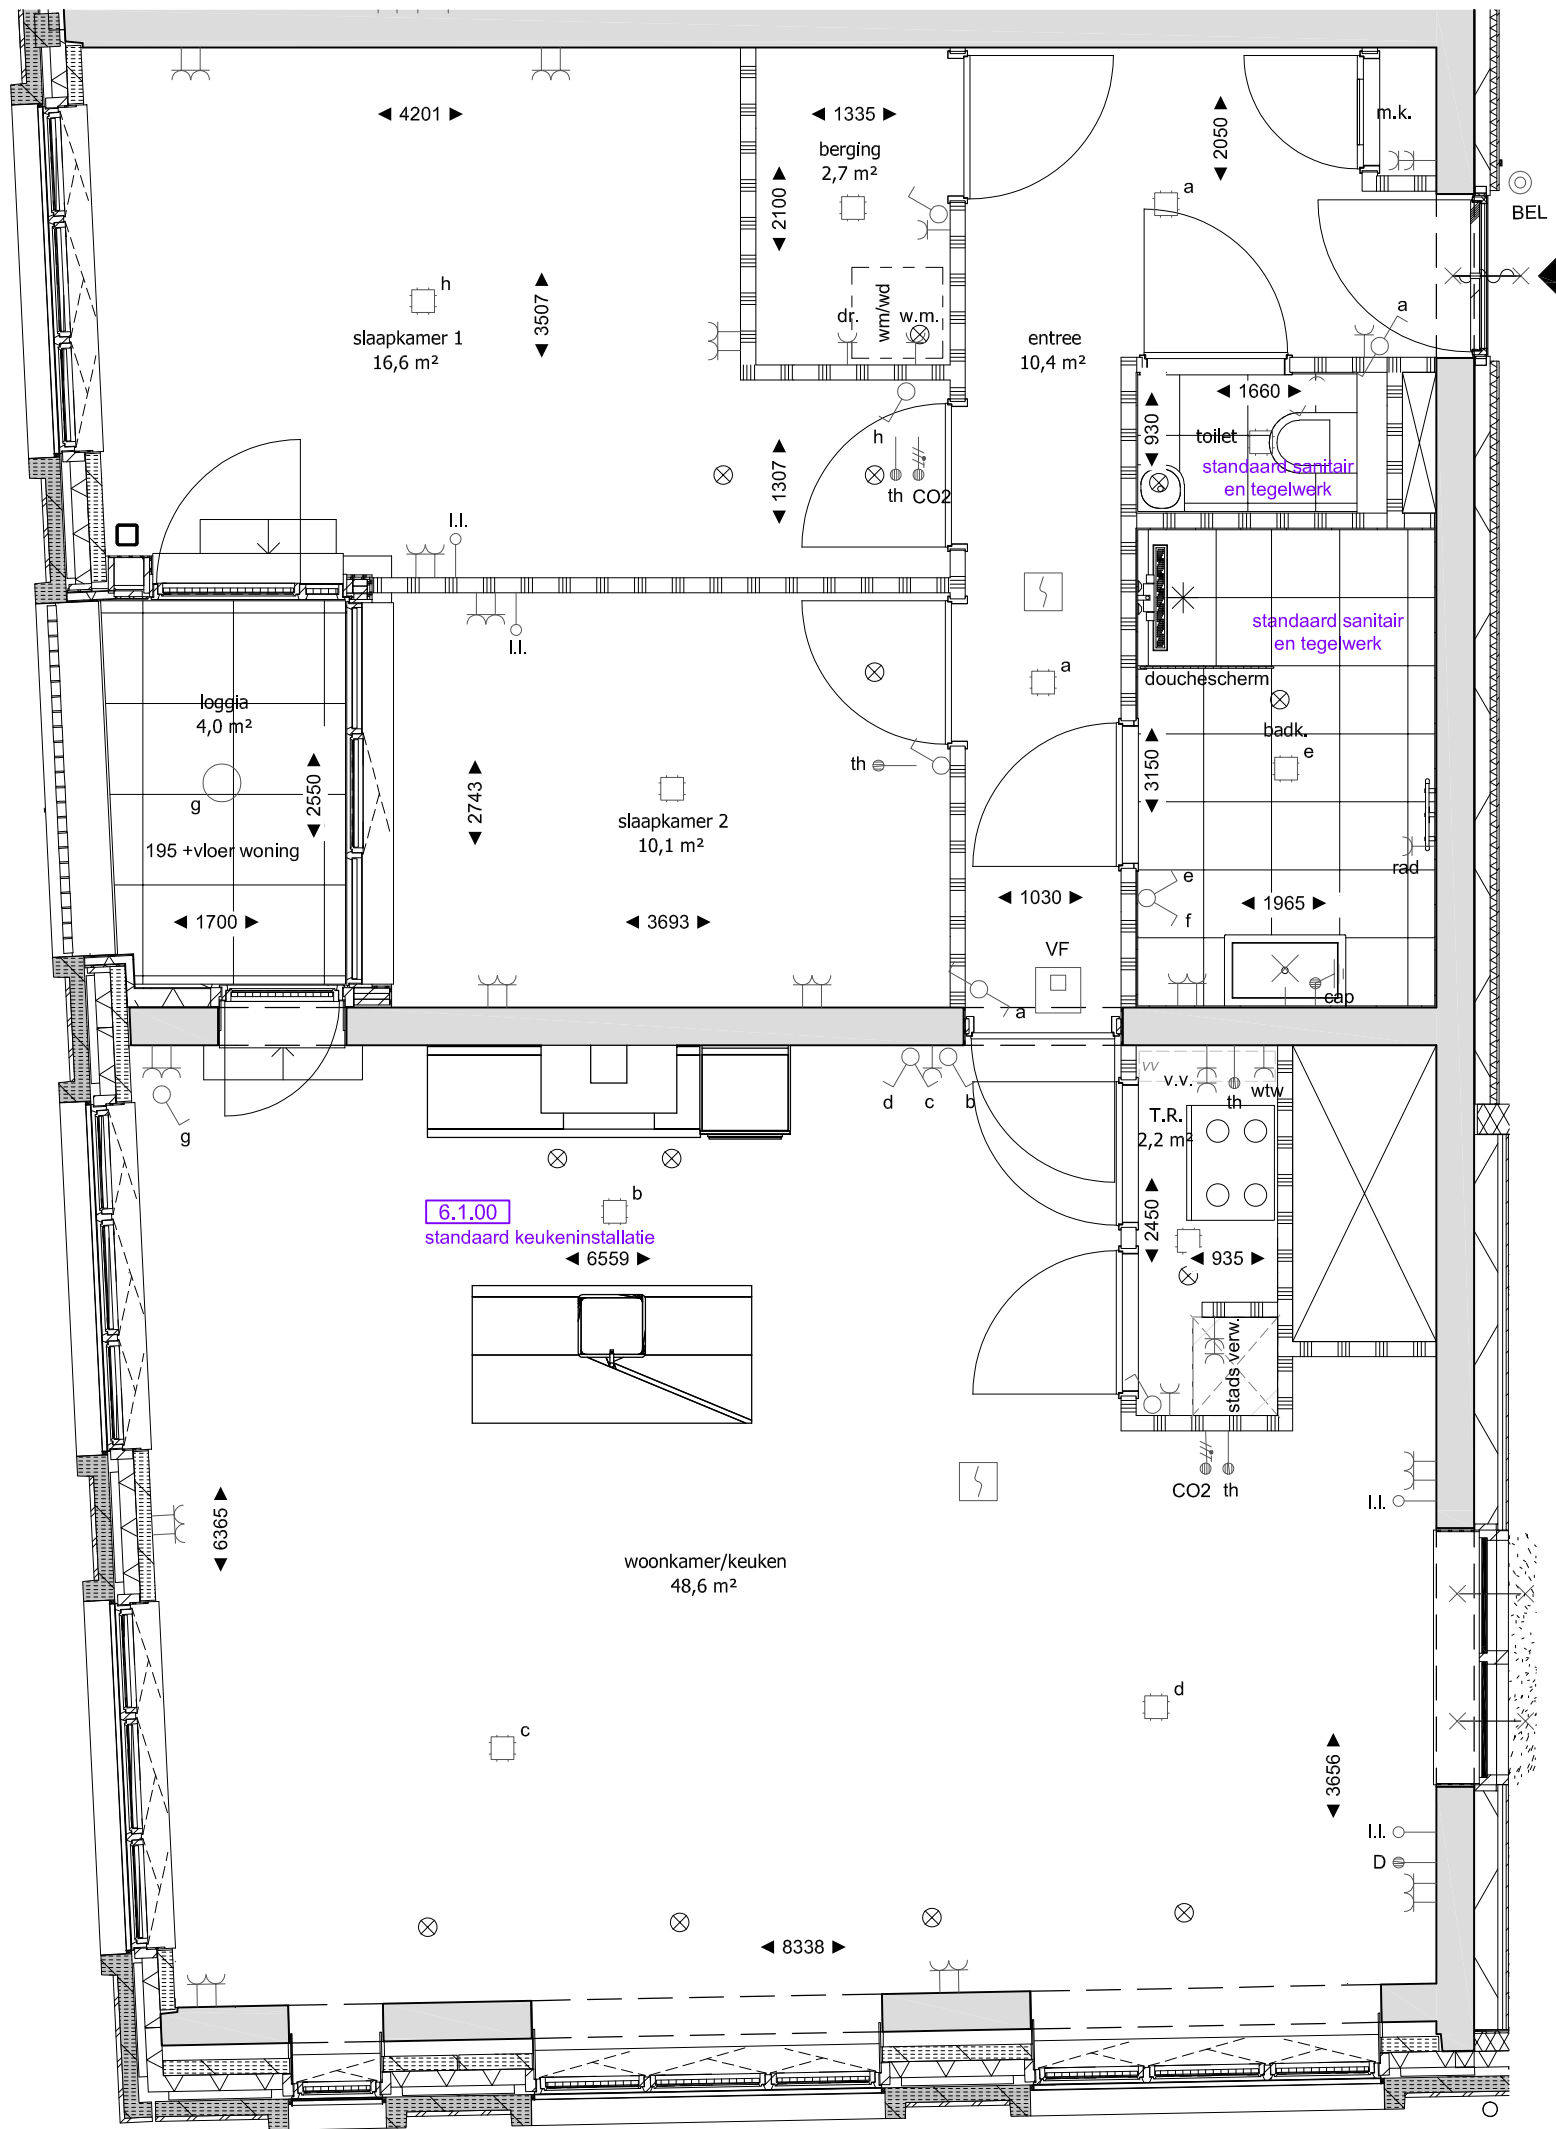 4201
1335
berging
2,7 m²
2050
m.k.
2100
a
BEL
h
3507
slaapkamer 1
16,6 m²
dr.
wm/wd
w.m.
entree
10,4 m²
a
1660
930
toilet
standaard sanitair
en tegelwerk
h
1307
th
CO2
l.l.
l.l.
standaard sanitair
en tegelwerk
douchescherm
a
loggia
4,0 m²
badk.
e
th
2550
2743
3150
g
slaapkamer 2
10,1 m²
195 +vloer woning
rad
e
f
1700
3693
1030
1965
VF
cap
a
g
d
c
b
vv
v.v.
th
wtw
T.R.
2,2 m²
b
6.1.00
standaard keukeninstallatie
6559
2450
935
stads verw.
CO2
th
l.l.
6365
woonkamer/keuken
48,6 m²
c
d
3656
l.l.
D
8338